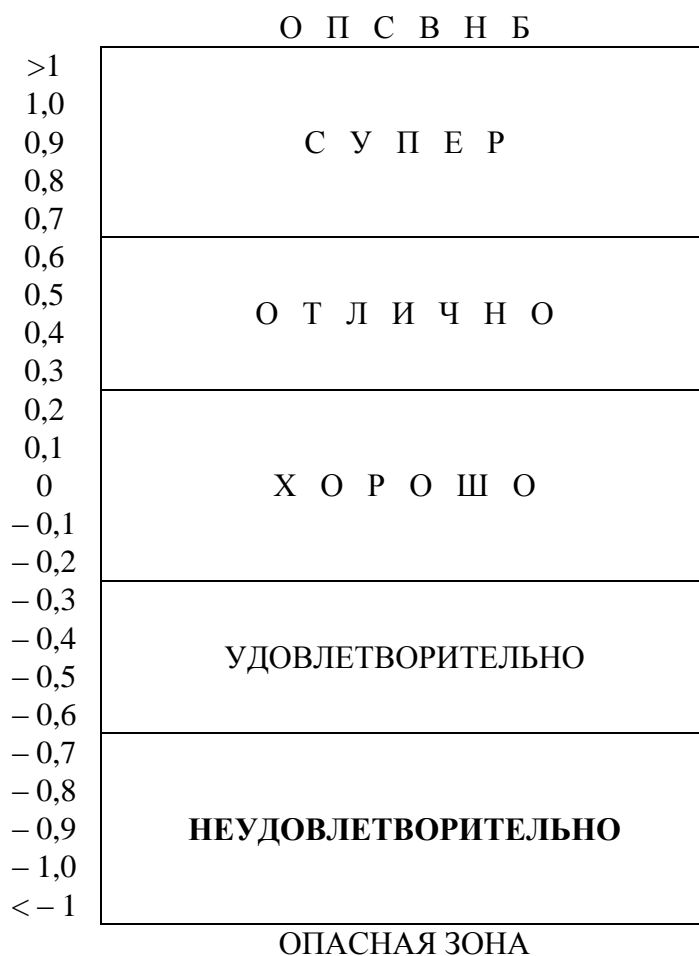 О П С В Н Б
>1
1,0
0,9 С У П Е Р
0,8
0,7
0,6
0,5
О Т Л И Ч Н О
0,4
0,3
0,2
0,1
0 Х О Р О Ш О
– 0,1
– 0,2
– 0,3
– 0,4
УДОВЛЕТВОРИТЕЛЬНО
– 0,5
– 0,6
– 0,7
– 0,8
– 0,9 НЕУДОВЛЕТВОРИТЕЛЬНО
– 1,0
< – 1
ОПАСНАЯ ЗОНА